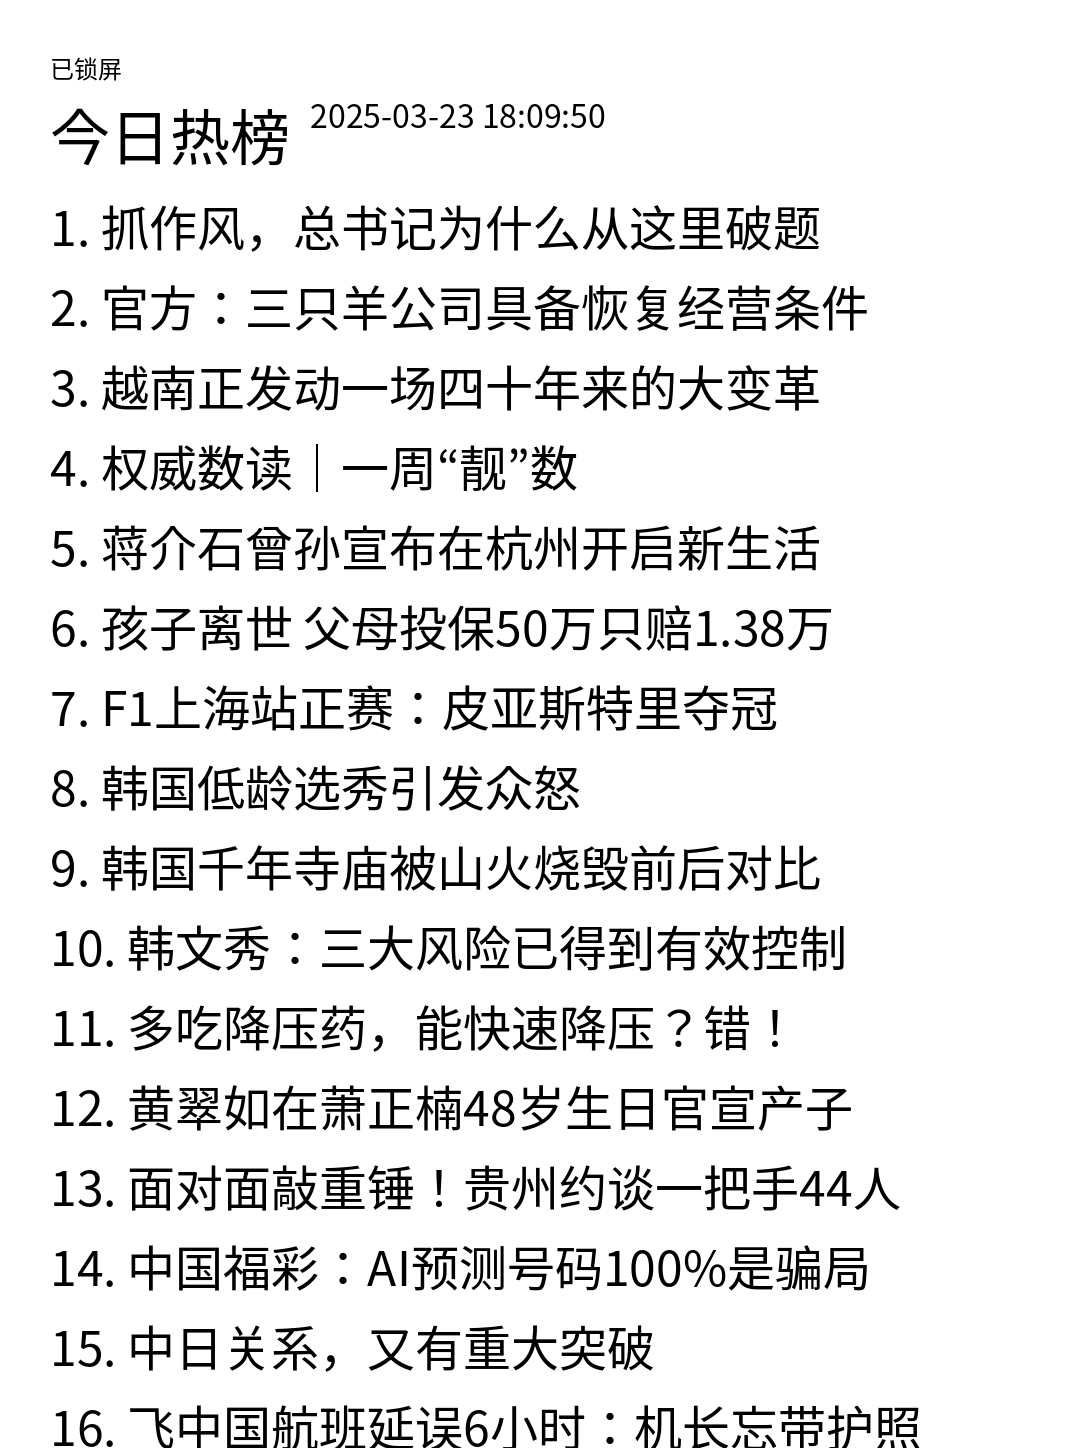 已锁屏
今日热榜 2025-03-23 18:09:50
1. 抓作风，总书记为什么从这里破题
2. 官方：三只羊公司具备恢复经营条件
3. 越南正发动一场四十年来的大变革
4. 权威数读｜一周“靓”数
5. 蒋介石曾孙宣布在杭州开启新生活
6. 孩子离世 父母投保50万只赔1.38万
7. F1上海站正赛：皮亚斯特里夺冠
8. 韩国低龄选秀引发众怒
9. 韩国千年寺庙被山火烧毁前后对比
10. 韩文秀：三大风险已得到有效控制
11. 多吃降压药，能快速降压？错！
12. 黄翠如在萧正楠48岁生日官宣产子
13. 面对面敲重锤！贵州约谈一把手44人
14. 中国福彩：AI预测号码100%是骗局
15. 中日关系，又有重大突破
16. 飞中国航班延误6小时：机长忘带护照